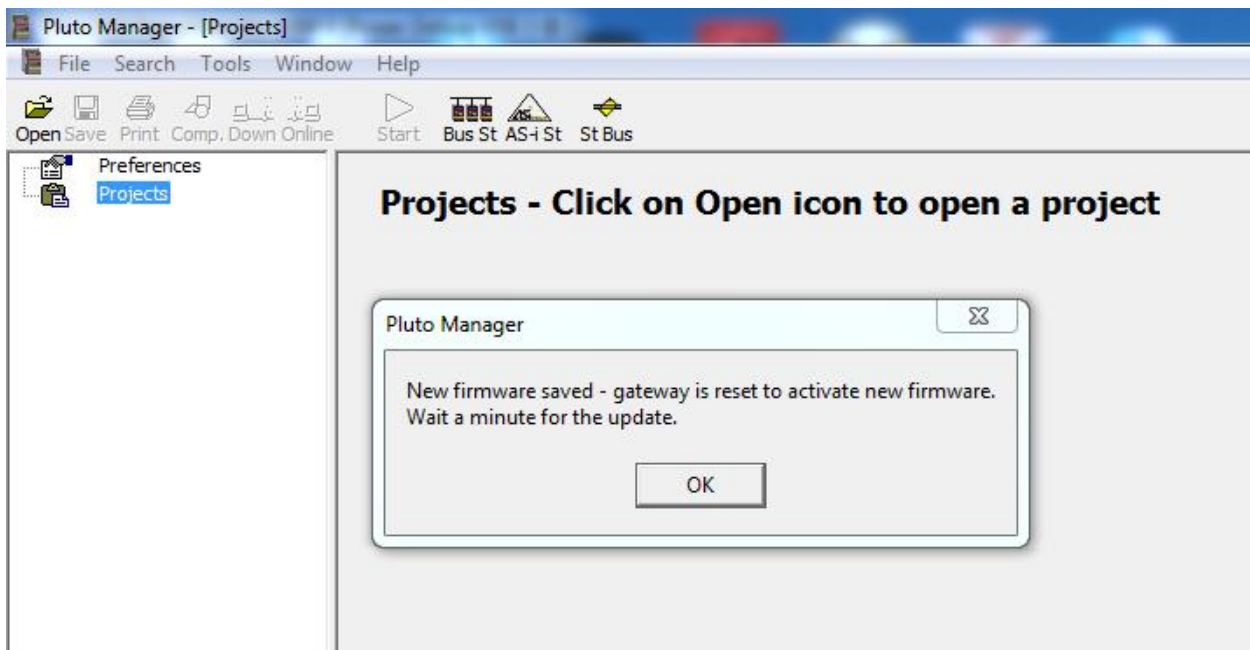 Pluto Manager - [Projects]
File Search Tools Window Help
Open Save Print Comp. Down Online Start Bus St AS-i St St Bus
Preferences
Projects
Projects - Click on Open icon to open a project
Pluto Manager
New firmware saved - gateway is reset to activate new firmware.
Wait a minute for the update.
OK